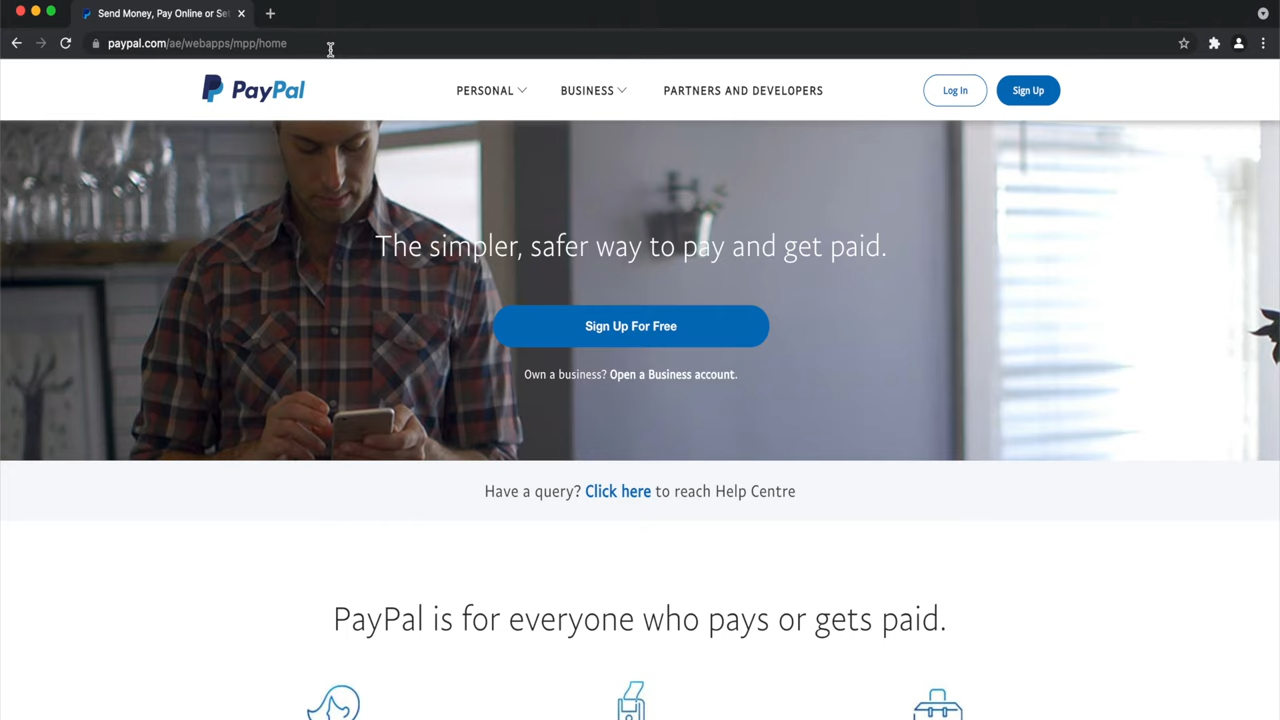 Send Money, Pay Online or Set
paypal.com/ae/webapps/mpp/home
PayPal
PERSONAL
BUSINESS
PARTNERS AND DEVELOPERS
Log In
Sign Up
The simpler, safer way to pay and get paid.
Sign Up For Free
Own a business? Open a Business account.
Have a query? Click here to reach Help Centre
PayPal is for everyone who pays or gets paid.